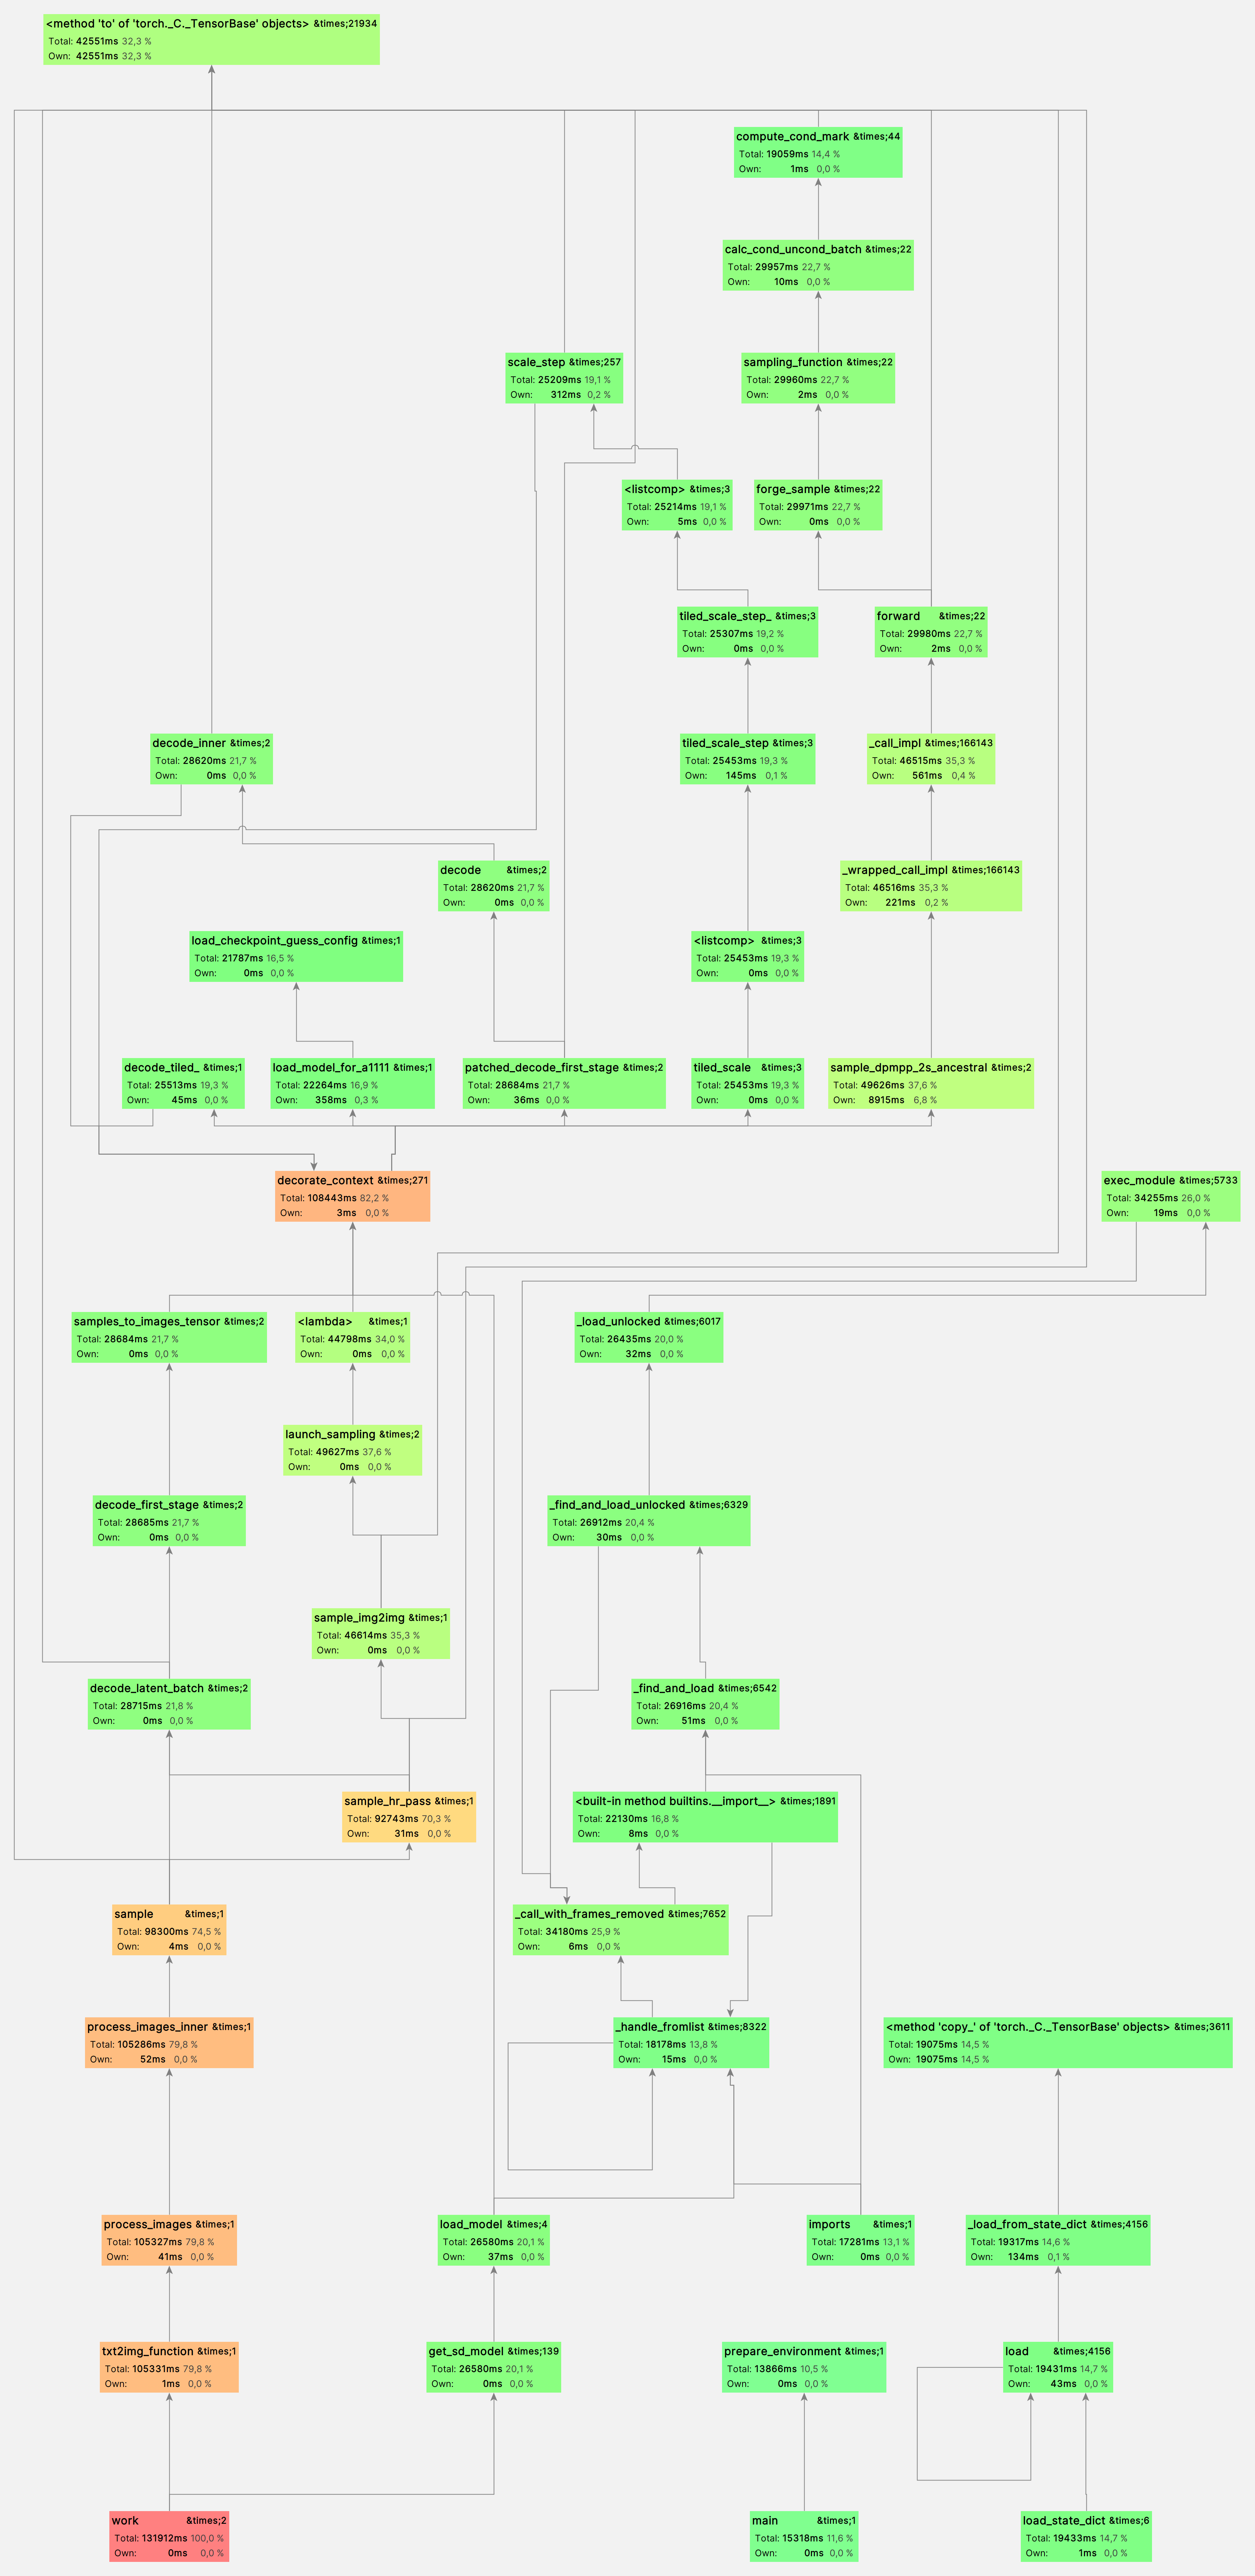 <method 'to' of 'torch._C._TensorBase' objects> &times;21934
Total: 42551ms 32,3 %
Own: 42551ms 32,3 %
compute_cond_mark &times;44
Total: 19059ms 14,4 %
Own: 1ms 0,0 %
calc_cond_uncond_batch &times;22
Total: 29957ms 22,7 %
Own: 10ms 0,0 %
scale_step &times;257
Total: 25209ms 19,1 %
Own: 312ms 0,2 %
sampling_function &times;22
Total: 29960ms 22,7 %
Own: 2ms 0,0 %
<listcomp> &times;3
Total: 25214ms 19,1 %
Own: 5ms 0,0 %
forge_sample &times;22
Total: 29971ms 22,7 %
Own: 0ms 0,0 %
tiled_scale_step_ &times;3
Total: 25307ms 19,2 %
Own: 0ms 0,0 %
forward &times;22
Total: 29980ms 22,7 %
Own: 2ms 0,0 %
decode_inner &times;2
Total: 28620ms 21,7 %
Own: 0ms 0,0 %
tiled_scale_step &times;3
Total: 25453ms 19,3 %
Own: 145ms 0,1 %
_call_impl &times;166143
Total: 46515ms 35,3 %
Own: 561ms 0,4 %
decode &times;2
Total: 28620ms 21,7 %
Own: 0ms 0,0 %
_wrapped_call_impl &times;166143
Total: 46516ms 35,3 %
Own: 221ms 0,2 %
load_checkpoint_guess_config &times;1
Total: 21787ms 16,5 %
Own: 0ms 0,0 %
<listcomp> &times;3
Total: 25453ms 19,3 %
Own: 0ms 0,0 %
decode_tiled_ &times;1
Total: 25513ms 19,3 %
Own: 45ms 0,0 %
load_model_for_a1111 &times;1
Total: 22264ms 16,9 %
Own: 358ms 0,3 %
patched_decode_first_stage &times;2
Total: 28684ms 21,7 %
Own: 36ms 0,0 %
tiled_scale &times;3
Total: 25453ms 19,3 %
Own: 0ms 0,0 %
sample_dpmpp_2s_ancestral &times;2
Total: 49626ms 37,6 %
Own: 8915ms 6,8 %
decorate_context &times;271
Total: 108443ms 82,2 %
Own: 3ms 0,0 %
exec_module &times;5733
Total: 34255ms 26,0 %
Own: 19ms 0,0 %
samples_to_images_tensor &times;2
Total: 28684ms 21,7 %
Own: 0ms 0,0 %
<lambda> &times;1
Total: 44798ms 34,0 %
Own: 0ms 0,0 %
_load_unlocked &times;6017
Total: 26435ms 20,0 %
Own: 32ms 0,0 %
launch_sampling &times;2
Total: 49627ms 37,6 %
Own: 0ms 0,0 %
decode_first_stage &times;2
Total: 28685ms 21,7 %
Own: 0ms 0,0 %
_find_and_load_unlocked &times;6329
Total: 26912ms 20,4 %
Own: 30ms 0,0 %
sample_img2img &times;1
Total: 46614ms 35,3 %
Own: 0ms 0,0 %
decode_latent_batch &times;2
Total: 28715ms 21,8 %
Own: 0ms 0,0 %
_find_and_load &times;6542
Total: 26916ms 20,4 %
Own: 51ms 0,0 %
sample_hr_pass &times;1
Total: 92743ms 70,3 %
Own: 31ms 0,0 %
<built-in method builtins.__import__> &times;1891
Total: 22130ms 16,8 %
Own: 8ms 0,0 %
sample &times;1
Total: 98300ms 74,5 %
Own: 4ms 0,0 %
_call_with_frames_removed &times;7652
Total: 34180ms 25,9 %
Own: 6ms 0,0 %
process_images_inner &times;1
Total: 105286ms 79,8 %
Own: 52ms 0,0 %
_handle_fromlist &times;8322
Total: 18178ms 13,8 %
Own: 15ms 0,0 %
<method 'copy_' of 'torch._C._TensorBase' objects> &times;3611
Total: 19075ms 14,5 %
Own: 19075ms 14,5 %
process_images &times;1
Total: 105327ms 79,8 %
Own: 41ms 0,0 %
load_model &times;4
Total: 26580ms 20,1 %
Own: 37ms 0,0 %
imports &times;1
Total: 17281ms 13,1 %
Own: 0ms 0,0 %
_load_from_state_dict &times;4156
Total: 19317ms 14,6 %
Own: 134ms 0,1 %
txt2img_function &times;1
Total: 105331ms 79,8 %
Own: 1ms 0,0 %
get_sd_model &times;139
Total: 26580ms 20,1 %
Own: 0ms 0,0 %
prepare_environment &times;1
Total: 13866ms 10,5 %
Own: 0ms 0,0 %
load &times;4156
Total: 19431ms 14,7 %
Own: 43ms 0,0 %
work &times;2
Total: 131912ms 100,0 %
Own: 0ms 0,0 %
main &times;1
Total: 15318ms 11,6 %
Own: 0ms 0,0 %
load_state_dict &times;6
Total: 19433ms 14,7 %
Own: 1ms 0,0 %